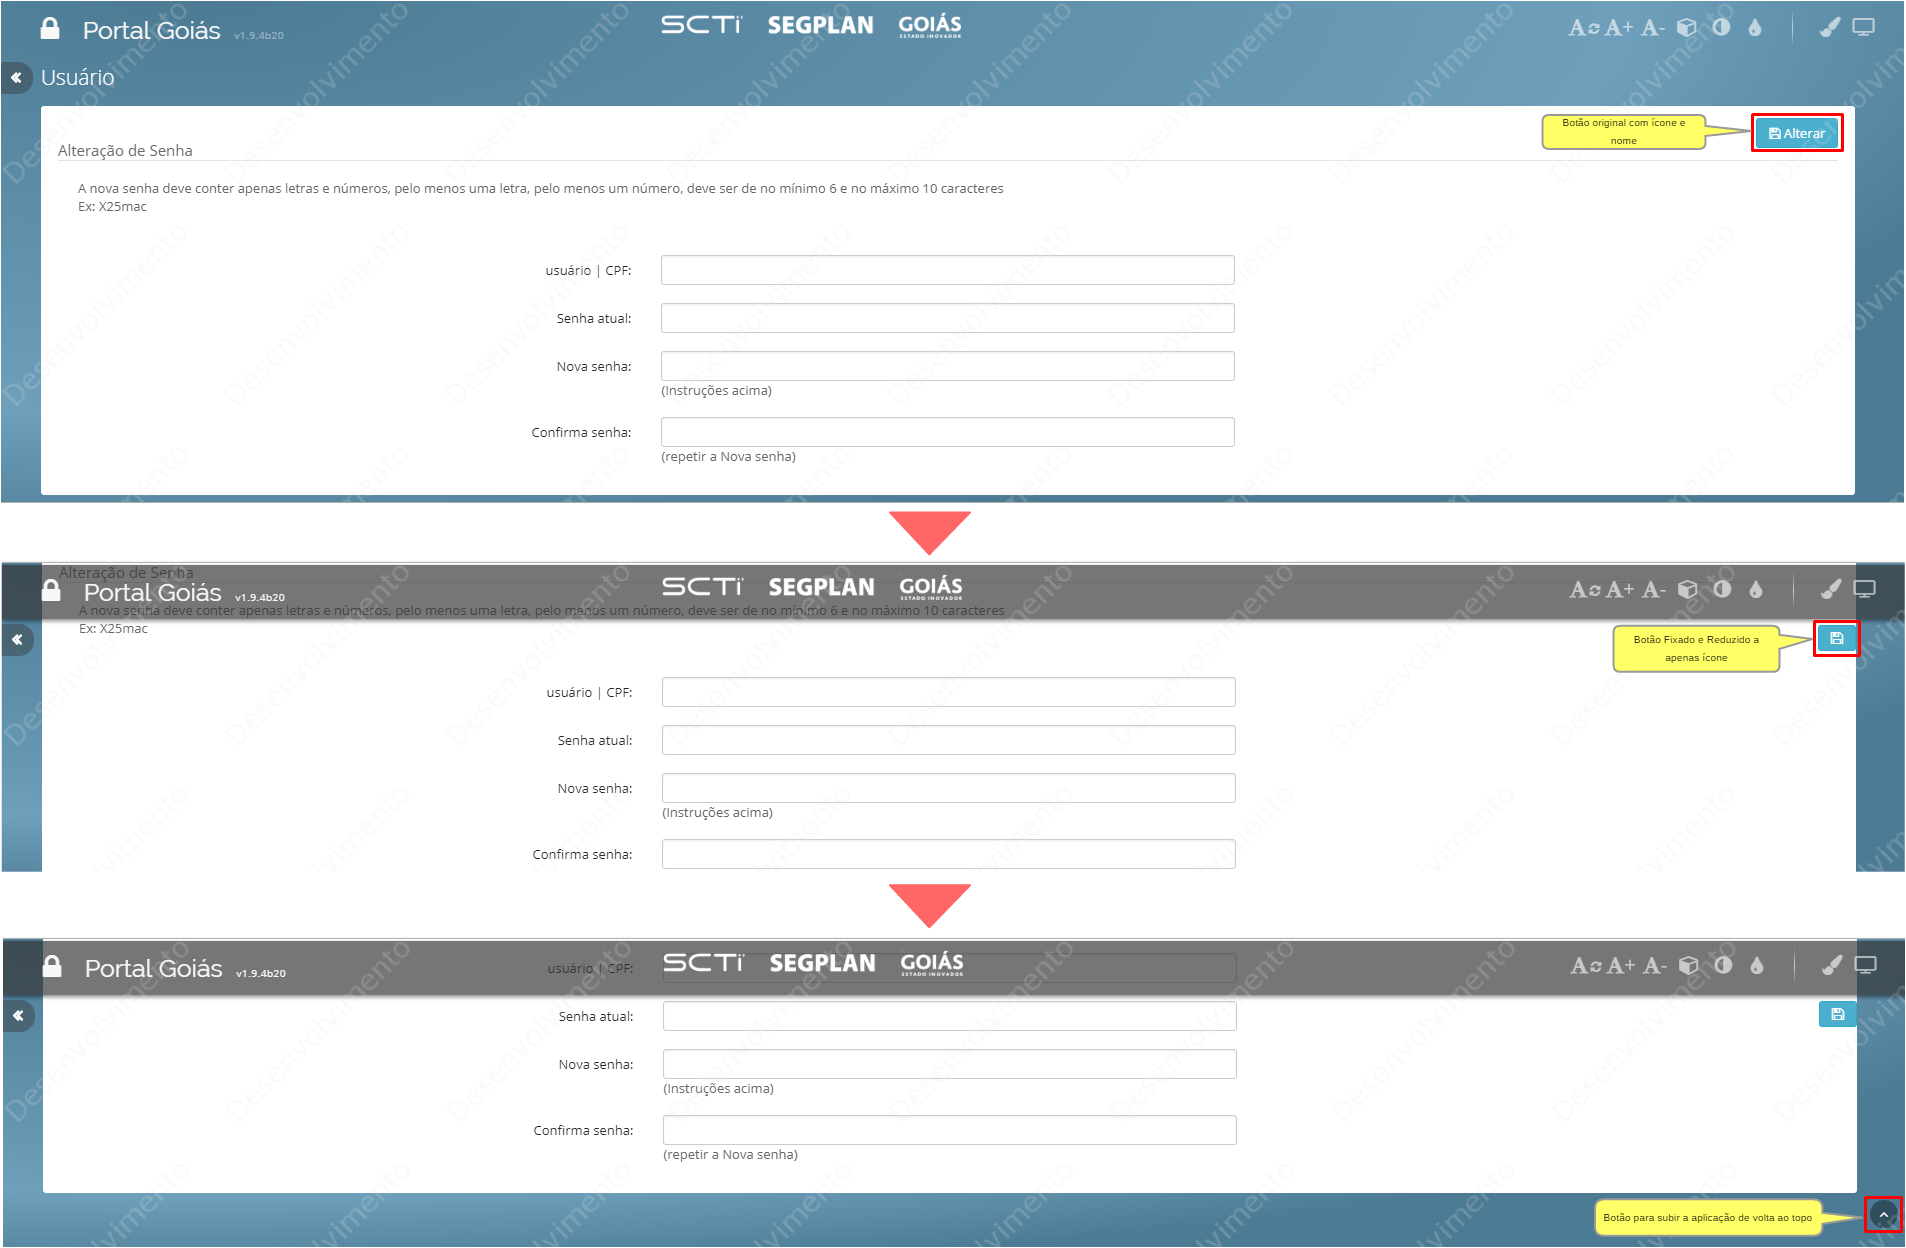 Portal Goiás v1.9.4b20
SCTi SEGPLAN GOIÁS
ESTADO INOVADOR
A A+ A-
Usuário
Botão original com ícone e
nome
Alterar
Alteração de Senha
A nova senha deve conter apenas letras e números, pelo menos uma letra, pelo menos um número, deve ser de no mínimo 6 e no máximo 10 caracteres
Ex: X25mac
usuário | CPF:
Senha atual:
Nova senha:
(Instruções acima)
Confirma senha:
(repetir a Nova senha)
Desenvolvimento
Alteração de Senha
Portal Goiás v1.9.4b20
SCTi SEGPLAN GOIÁS
ESTADO INOVADOR
A A+ A-
A nova senha deve conter apenas letras e números, pelo menos uma letra, pelo menos um número, deve ser de no mínimo 6 e no máximo 10 caracteres
Ex: X25mac
Botão Fixado e Reduzido a
apenas ícone
usuário | CPF:
Senha atual:
Nova senha:
(Instruções acima)
Confirma senha:
Desenvolvimento
Portal Goiás v1.9.4b20
usuário | CPF:
SCTi SEGPLAN GOIÁS
ESTADO INOVADOR
A A+ A-
Senha atual:
Nova senha:
(Instruções acima)
Confirma senha:
(repetir a Nova senha)
Desenvolvimento
Botão para subir a aplicação de volta ao topo